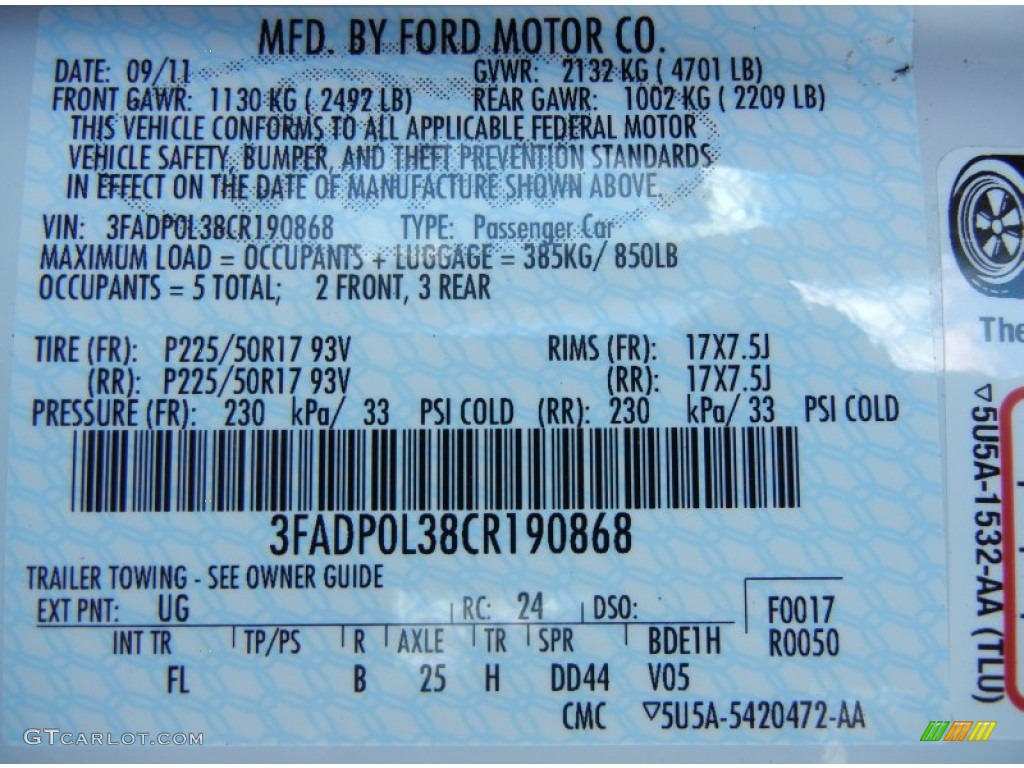 MFD. BY FORD MOTOR CO.
DATE: 09/11 GVWR: 2132 KG ( 4701 LB)
FRONT GAWR: 1130 KG ( 2492 LB) REAR GAWR: 1002 KG ( 2209 LB)
THIS VEHICLE CONFORMS TO ALL APPLICABLE FEDERAL MOTOR
VEHICLE SAFETY, BUMPER, AND THEFT PREVENTION STANDARDS
IN EFFECT ON THE DATE OF MANUFACTURE SHOWN ABOVE.
VIN: 3FADP0L38CR190868 TYPE: Passenger Car
MAXIMUM LOAD = OCCUPANTS + LUGGAGE = 385KG/ 850LB
OCCUPANTS = 5 TOTAL; 2 FRONT, 3 REAR
TIRE (FR): P225/50R17 93V RIMS (FR): 17X7.5J
(RR): P225/50R17 93V (RR): 17X7.5J
PRESSURE (FR): 230 kPa/ 33 PSI COLD (RR): 230 kPa/ 33 PSI COLD
3FADP0L38CR190868
TRAILER TOWING - SEE OWNER GUIDE
EXT PNT: UG RC: 24 DSO: F0017
INT TR TP/PS R AXLE TR SPR BDE1H R0050
FL B 25 H DD44 V05
CMC ▽5U5A-5420472-AA
The
▽5U5A-1532-AA (TLU)
GTCARLOT.COM